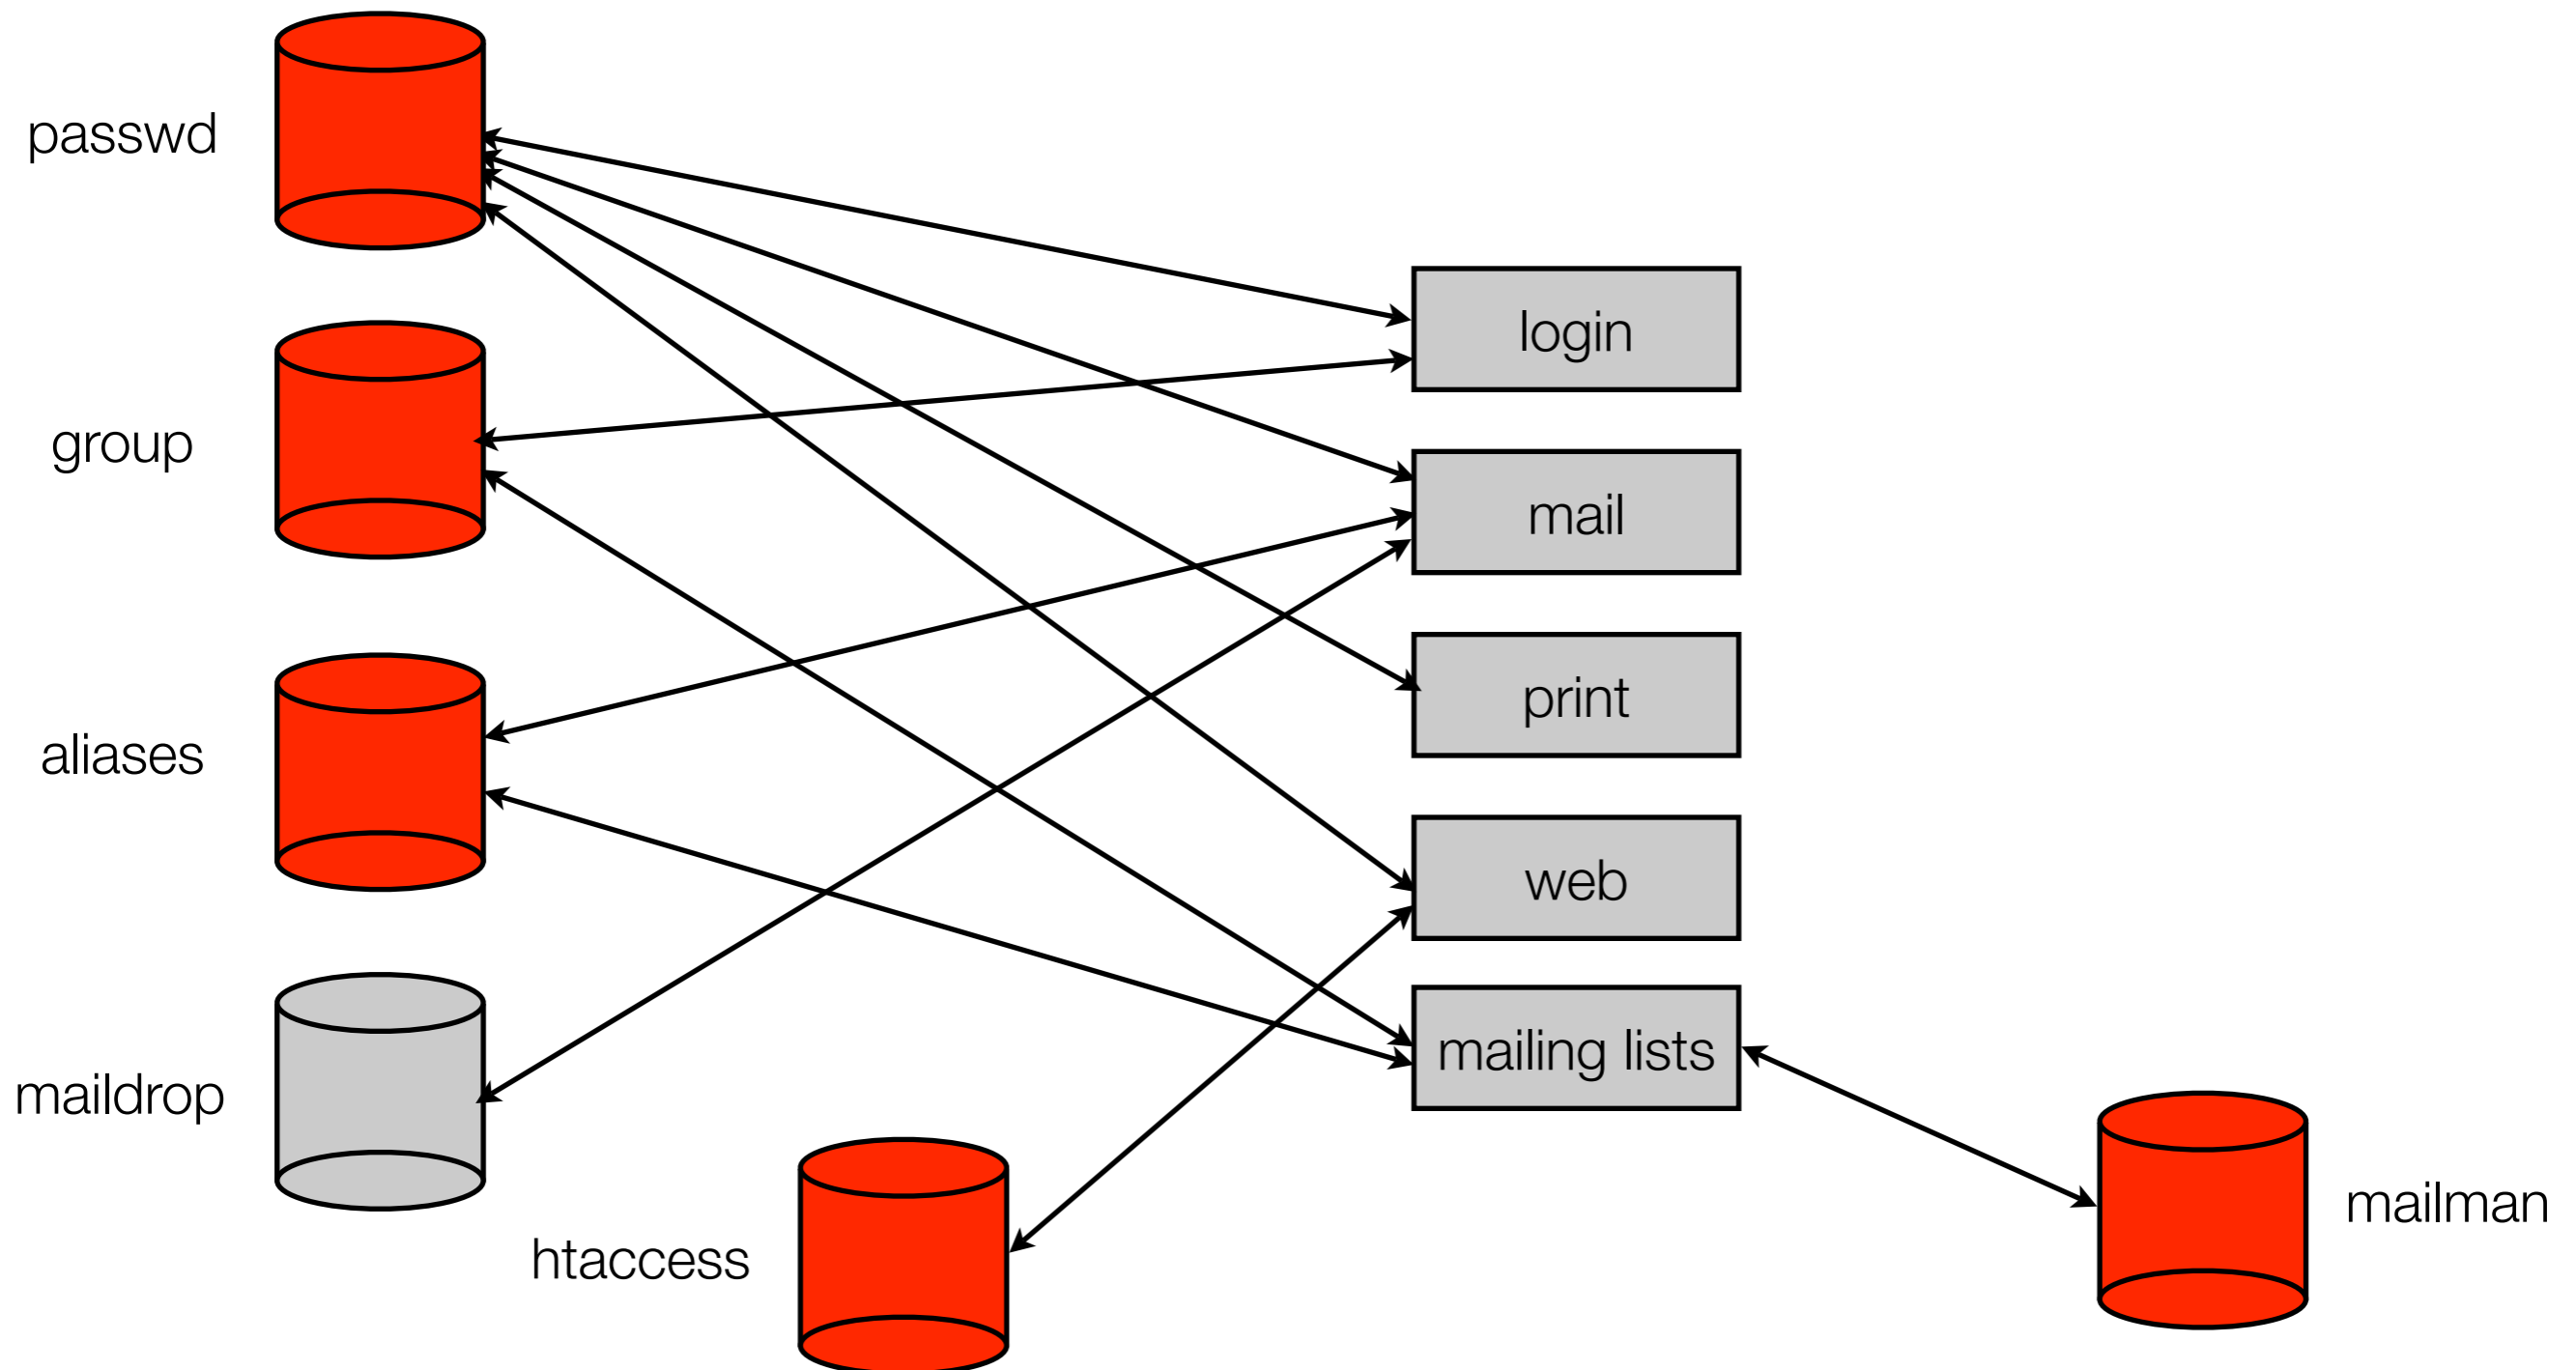 passwd
login
group
mail
print
aliases
web
mailing lists
maildrop
mailman
htaccess